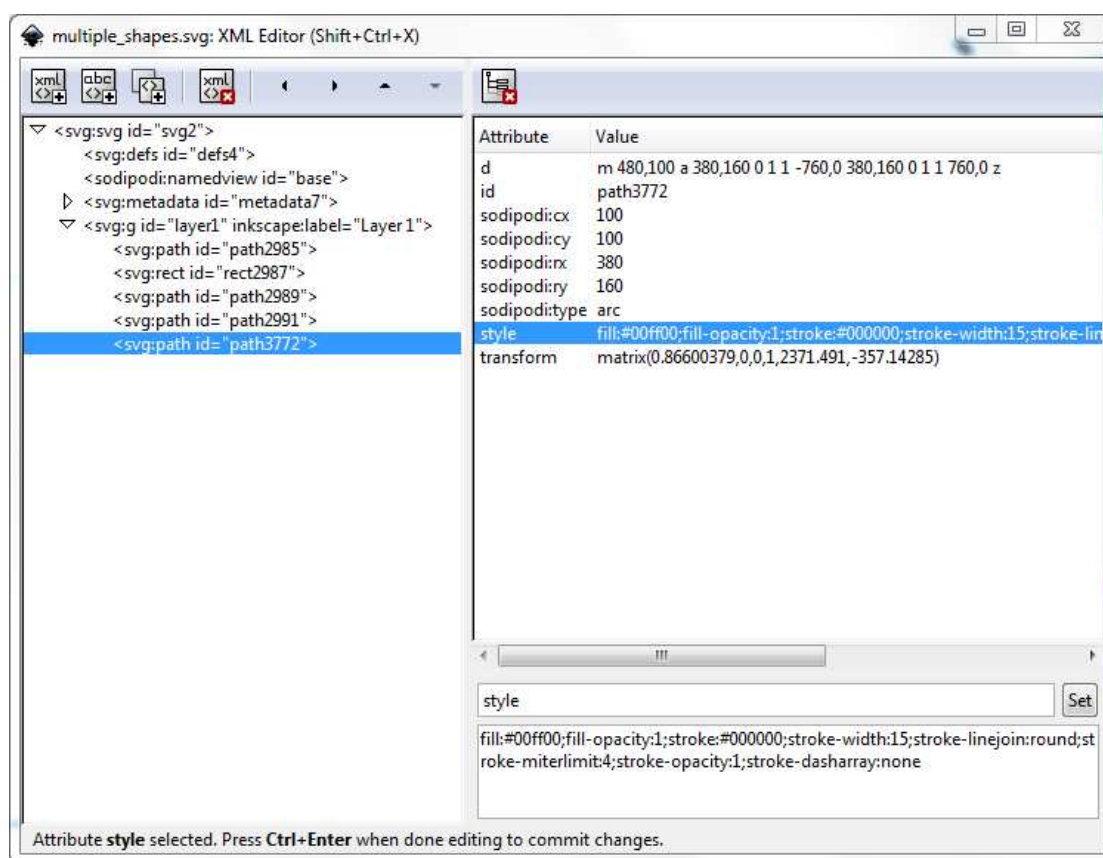 multiple_shapes.svg: XML Editor (Shift+Ctrl+X)
xml abc xml
<svg:svg id="svg2">
<svg:defs id="defs4">
<sodipodi:namedview id="base">
<svg:metadata id="metadata7">
<svg:g id="layer1" inkscape:label="Layer 1">
<svg:path id="path2985">
<svg:rect id="rect2987">
<svg:path id="path2989">
<svg:path id="path2991">
<svg:path id="path3772">
Attribute Value
d m 480,100 a 380,160 0 1 1 -760,0 380,160 0 1 1 760,0 z
id path3772
sodipodi:cx 100
sodipodi:cy 100
sodipodi:rx 380
sodipodi:ry 160
sodipodi:type arc
style fill:#00ff00;fill-opacity:1;stroke:#000000;stroke-width:15;stroke-lin
transform matrix(0.86600379,0,0,1,2371.491,-357.14285)
style Set
fill:#00ff00;fill-opacity:1;stroke:#000000;stroke-width:15;stroke-linejoin:round;st
roke-miterlimit:4;stroke-opacity:1;stroke-dasharray:none
Attribute style selected. Press Ctrl+Enter when done editing to commit changes.